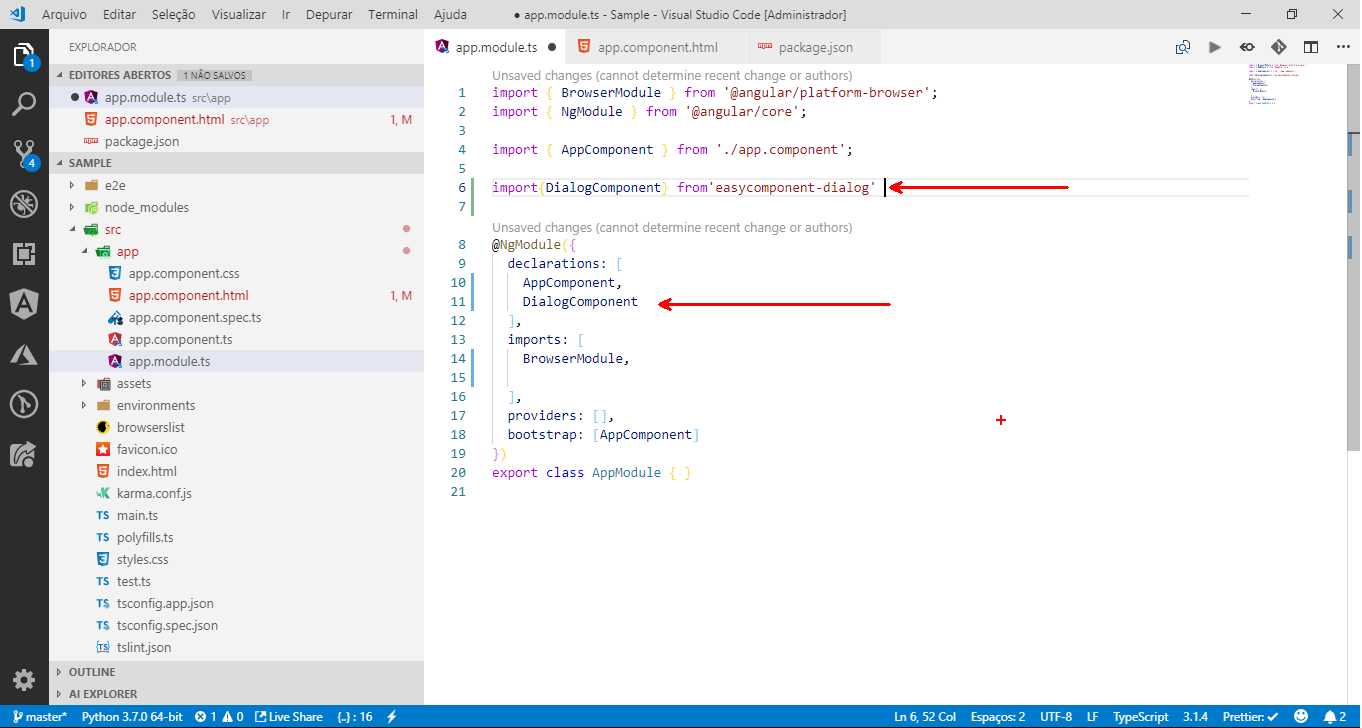 Arquivo Editar Seleção Visualizar Ir Depurar Terminal Ajuda ● app.module.ts - Sample - Visual Studio Code [Administrador]
EXPLORADOR
EDITORES ABERTOS 1 NÃO SALVOS
app.module.ts src\app
app.component.html src\app 1, M
package.json
SAMPLE
e2e
node_modules
src
app
app.component.css
app.component.html 1, M
app.component.spec.ts
app.component.ts
app.module.ts
assets
environments
browserslist
favicon.ico
index.html
karma.conf.js
TS main.ts
TS polyfills.ts
styles.css
TS test.ts
TS tsconfig.app.json
TS tsconfig.spec.json
TS tslint.json
OUTLINE
AI EXPLORER
1
4
app.module.ts ● app.component.html package.json
Unsaved changes (cannot determine recent change or authors)
1 import { BrowserModule } from '@angular/platform-browser';
2 import { NgModule } from '@angular/core';
3
4 import { AppComponent } from './app.component';
5
6 import{DialogComponent} from'easycomponent-dialog'
7
Unsaved changes (cannot determine recent change or authors)
8 @NgModule({
9 declarations: [
10 AppComponent,
11 DialogComponent
12 ],
13 imports: [
14 BrowserModule,
15
16 ],
17 providers: [],
18 bootstrap: [AppComponent]
19 })
20 export class AppModule { }
21
master* Python 3.7.0 64-bit 1 0 Live Share {..} : 16 Ln 6, 52 Col Espaços: 2 UTF-8 LF TypeScript 3.1.4 Prettier: ✓ 2